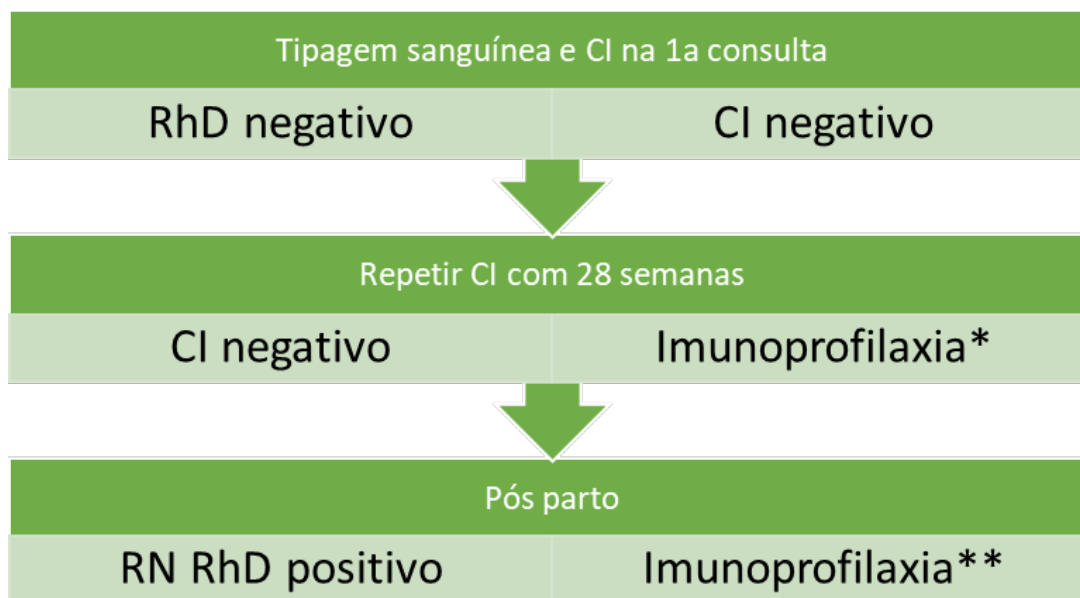 Tipagem sanguínea e CI na 1a consulta
RhD negativo
CI negativo
Repetir CI com 28 semanas
CI negativo
Imunoprofilaxia*
Pós parto
RN RhD positivo
Imunoprofilaxia**